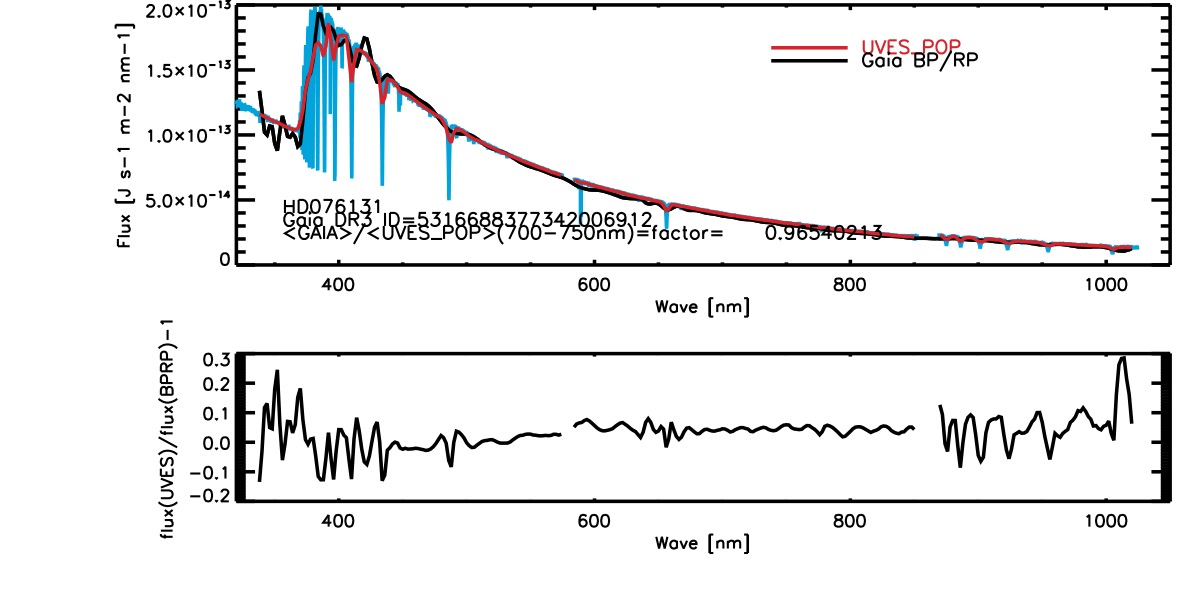 2.0×10−13
1.5×10−13
1.0×10−13
5.0×10−14
0
Flux [J s−1 m−2 nm−1]
UVES_POP
Gaia BP/RP
HD076131
Gaia DR3 ID=5316688377342006912
<GAIA>/<UVES_POP>(700−750nm)=factor= 0.96540213
400 600 800 1000
Wave [nm]
0.3
0.2
0.1
0.0
−0.1
−0.2
flux(UVES)/flux(BPRP)−1
400 600 800 1000
Wave [nm]